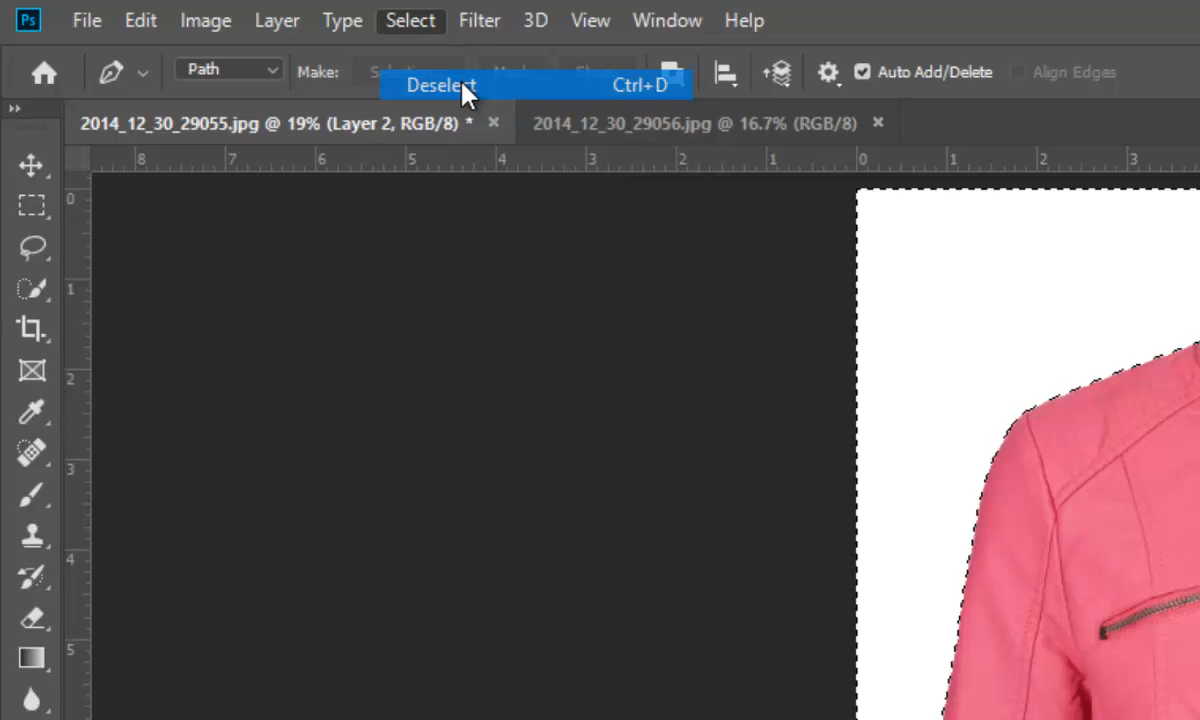 Ps File Edit Image Layer Type Select Filter 3D View Window Help
Path Make: Auto Add/Delete Align Edges
Deselect Ctrl+D
2014_12_30_29055.jpg @ 19% (Layer 2, RGB/8) * × 2014_12_30_29056.jpg @ 16.7% (RGB/8) ×
8 7 6 5 4 3 2 1 0 1 2 3
0
1
2
3
4
5